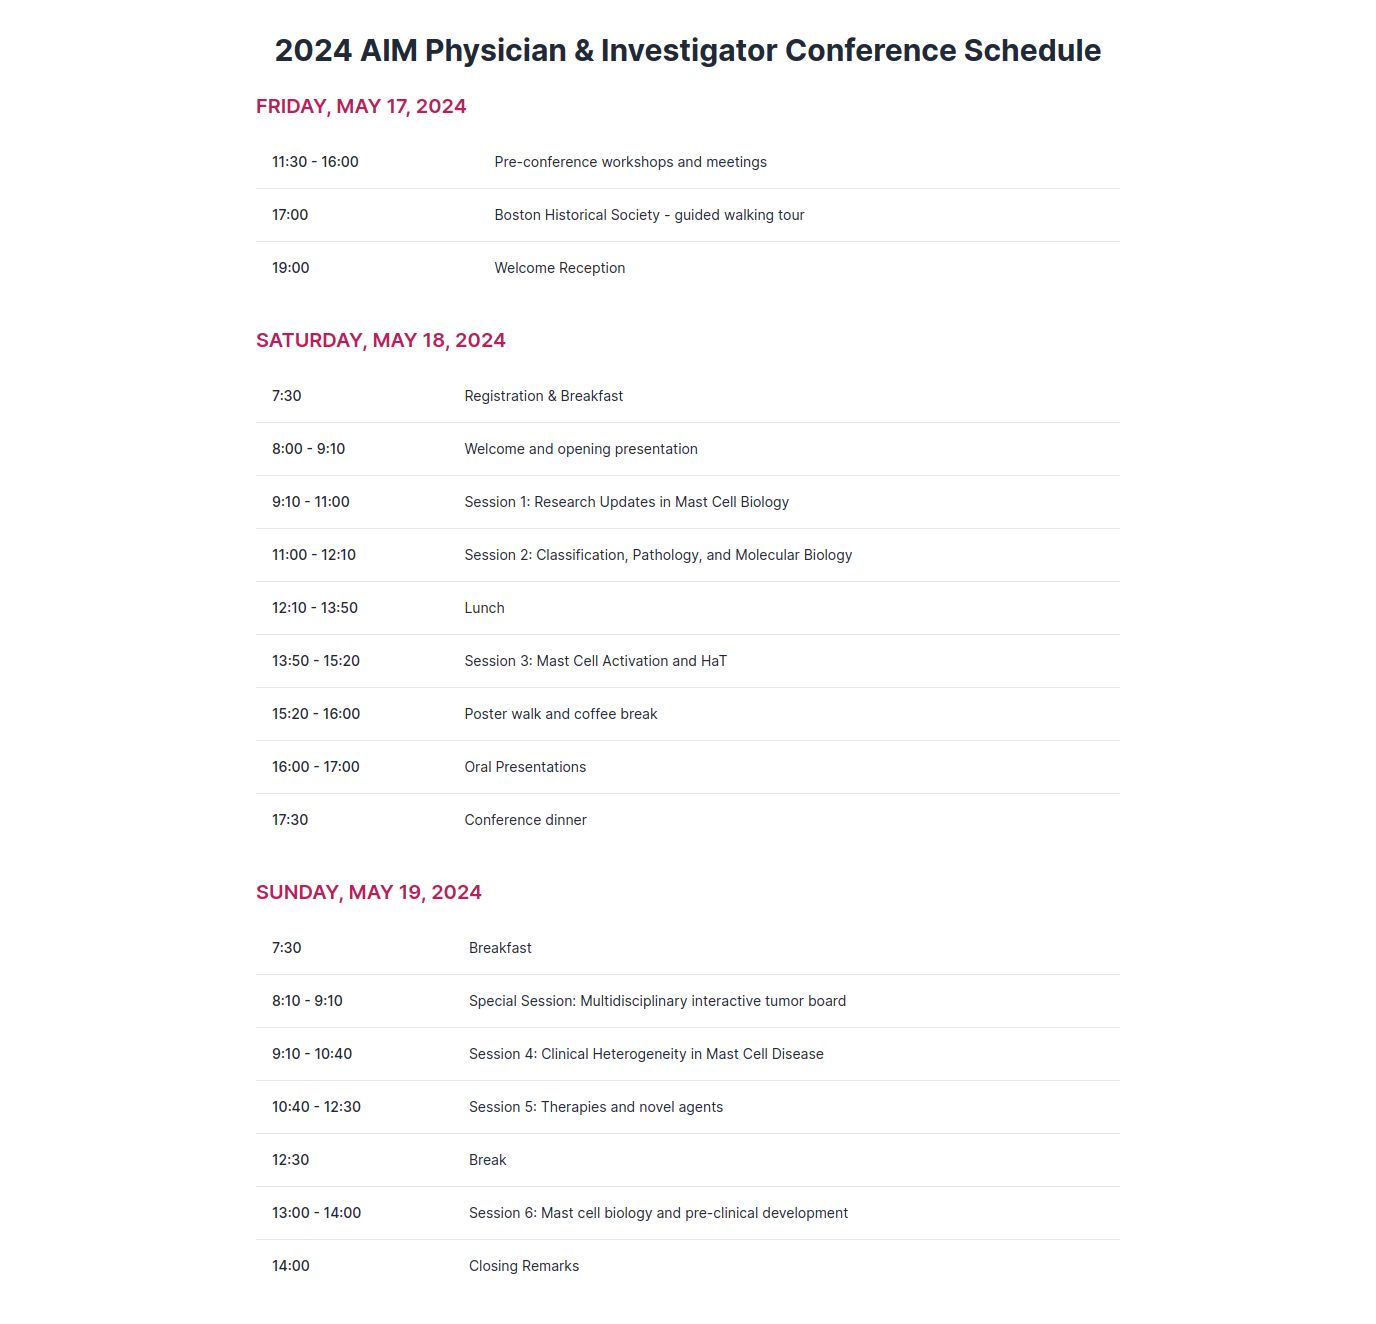 2024 AIM Physician & Investigator Conference Schedule
FRIDAY, MAY 17, 2024
11:30 - 16:00 Pre-conference workshops and meetings
17:00 Boston Historical Society - guided walking tour
19:00 Welcome Reception
SATURDAY, MAY 18, 2024
7:30 Registration & Breakfast
8:00 - 9:10 Welcome and opening presentation
9:10 - 11:00 Session 1: Research Updates in Mast Cell Biology
11:00 - 12:10 Session 2: Classification, Pathology, and Molecular Biology
12:10 - 13:50 Lunch
13:50 - 15:20 Session 3: Mast Cell Activation and HaT
15:20 - 16:00 Poster walk and coffee break
16:00 - 17:00 Oral Presentations
17:30 Conference dinner
SUNDAY, MAY 19, 2024
7:30 Breakfast
8:10 - 9:10 Special Session: Multidisciplinary interactive tumor board
9:10 - 10:40 Session 4: Clinical Heterogeneity in Mast Cell Disease
10:40 - 12:30 Session 5: Therapies and novel agents
12:30 Break
13:00 - 14:00 Session 6: Mast cell biology and pre-clinical development
14:00 Closing Remarks